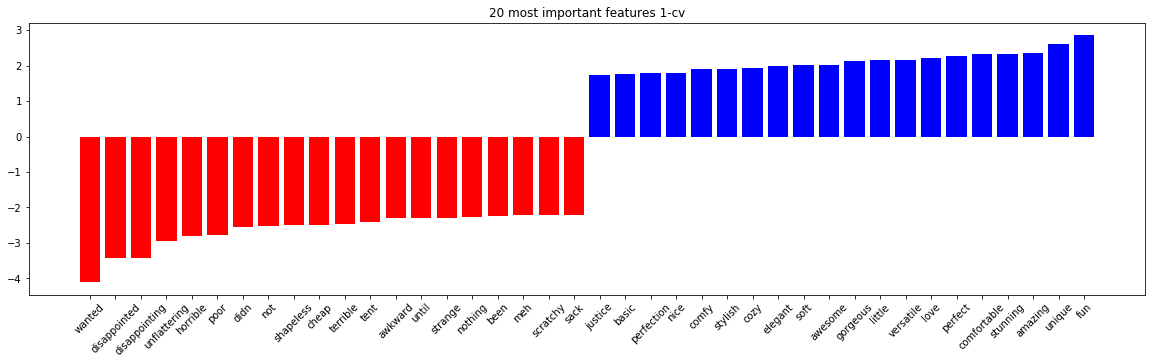 20 most important features 1-cv
3
2
1
0
−1
−2
−3
−4
wanted
disappointed
disappointing
unflattering
horrible
poor
didn
not
shapeless
cheap
terrible
tent
awkward
until
strange
nothing
been
meh
scratchy
sack
justice
basic
perfection
nice
comfy
stylish
cozy
elegant
soft
awesome
gorgeous
little
versatile
love
perfect
comfortable
stunning
amazing
unique
fun